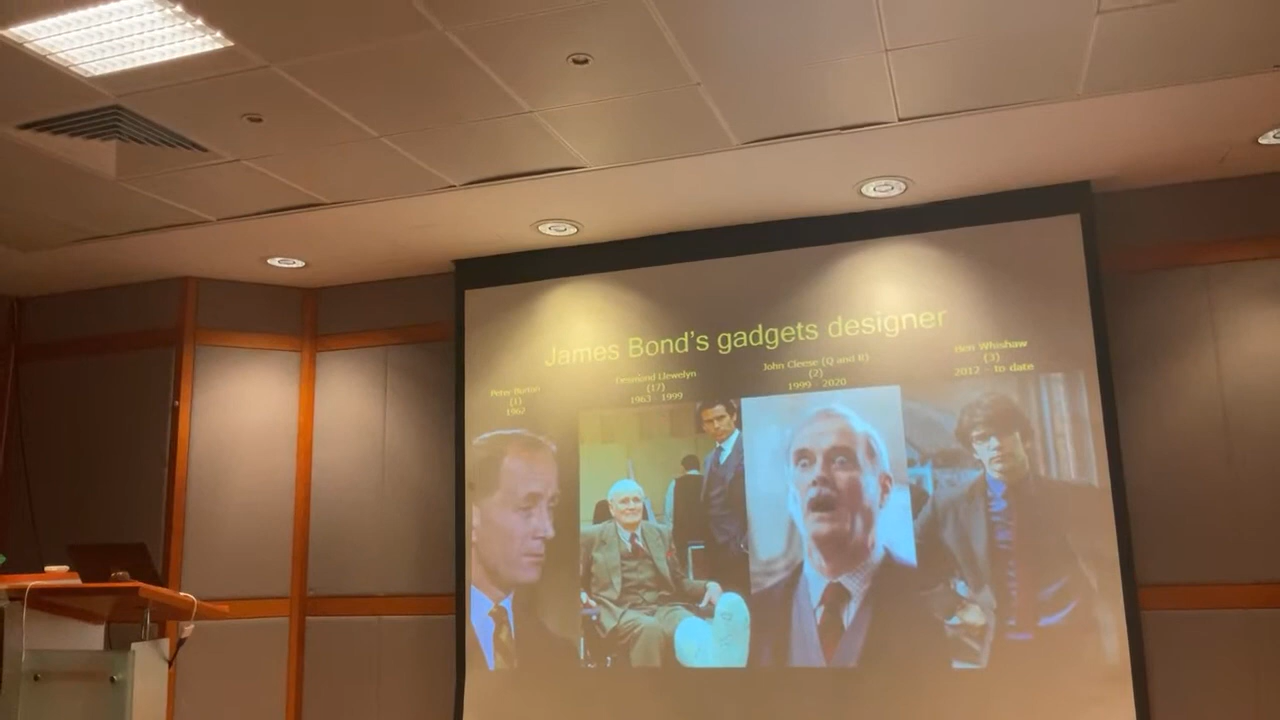 James Bond's gadgets designer
Peter Burton
(1)
1962
Desmond Llewelyn
(17)
1963 - 1999
John Cleese (Q and R)
(2)
1999 - 2020
Ben Whishaw
(3)
2012 - to date